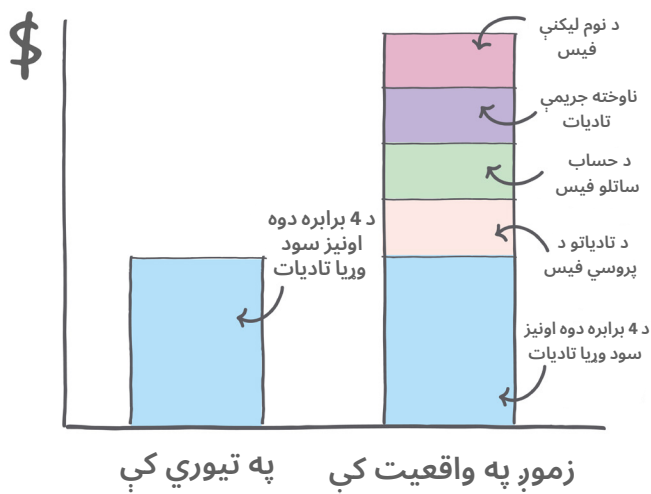 $
د 4 برابره دوه
اونیز سود
وړیا تادیات
د نوم لیکنې
فیس
ناوخته جریمې
تادیات
د حساب
ساتلو فیس
د تادیاتو د
پروسي فیس
د 4 برابره دوه اونیز
سود وړیا تادیات
په تیوري کې
زموږ په واقعیت کې